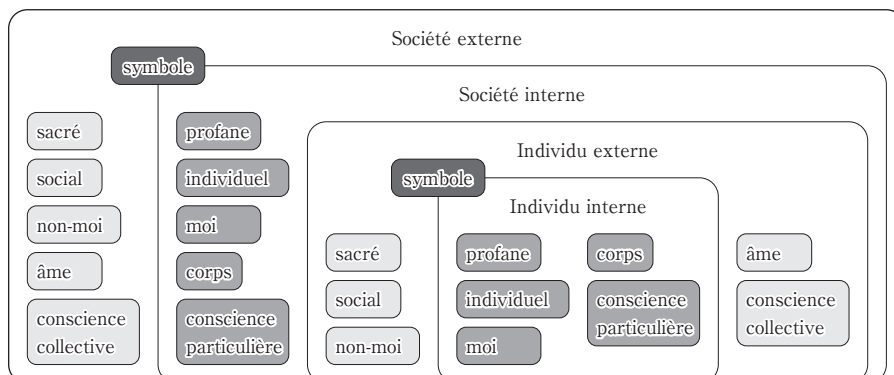 Société externe
symbole
Société interne
sacré
profane
social
individuel
non-moi
moi
âme
corps
conscience
collective
conscience
particulière
Individu externe
symbole
Individu interne
sacré
profane
corps
âme
social
individuel
conscience
particulière
conscience
collective
non-moi
moi